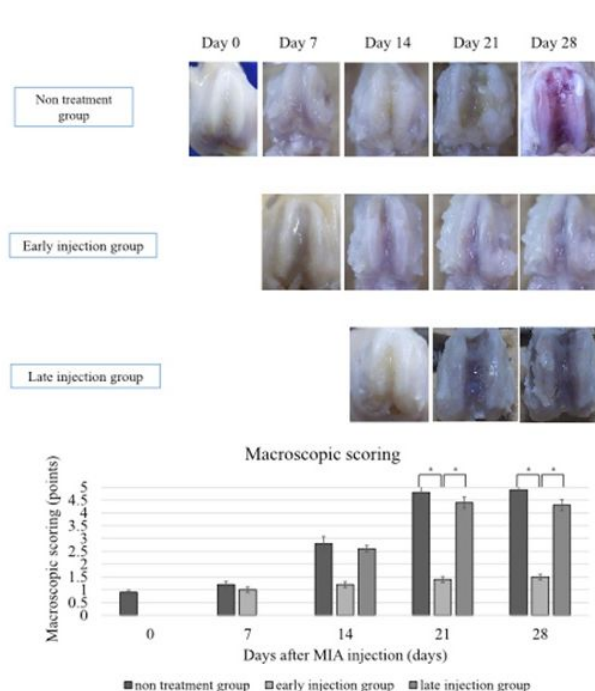 Day 0 Day 7 Day 14 Day 21 Day 28
Non treatment
group
Early injection group
Late injection group
Macroscopic scoring
Macroscopic scoring (points)
5
4.5
4
3.5
3
2.5
2
1.5
1
0.5
0
* * * *
0 7 14 21 28
Days after MIA injection (days)
non treatment group early injection group late injection group